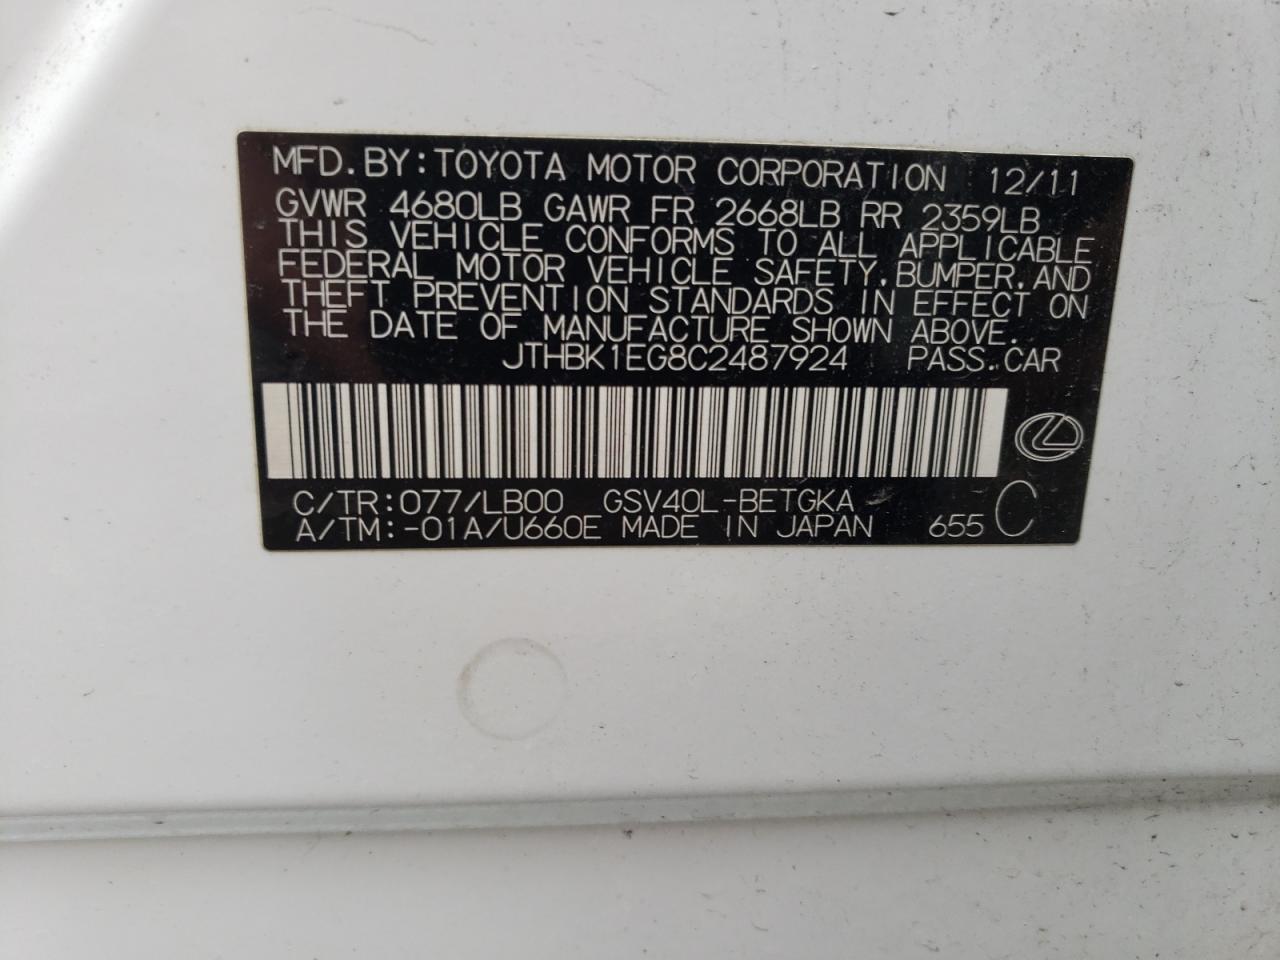 MFD. BY: TOYOTA MOTOR CORPORATION 12/11
GVWR 4680LB GAWR FR 2668LB RR 2359LB
THIS VEHICLE CONFORMS TO ALL APPLICABLE
FEDERAL MOTOR VEHICLE SAFETY, BUMPER, AND
THEFT PREVENTION STANDARDS IN EFFECT ON
THE DATE OF MANUFACTURE SHOWN ABOVE.
JTHBK1EG8C2487924 PASS. CAR
C/TR: 077/LB00 GSV40L-BETGKA
A/TM: -01A/U660E MADE IN JAPAN 655 C